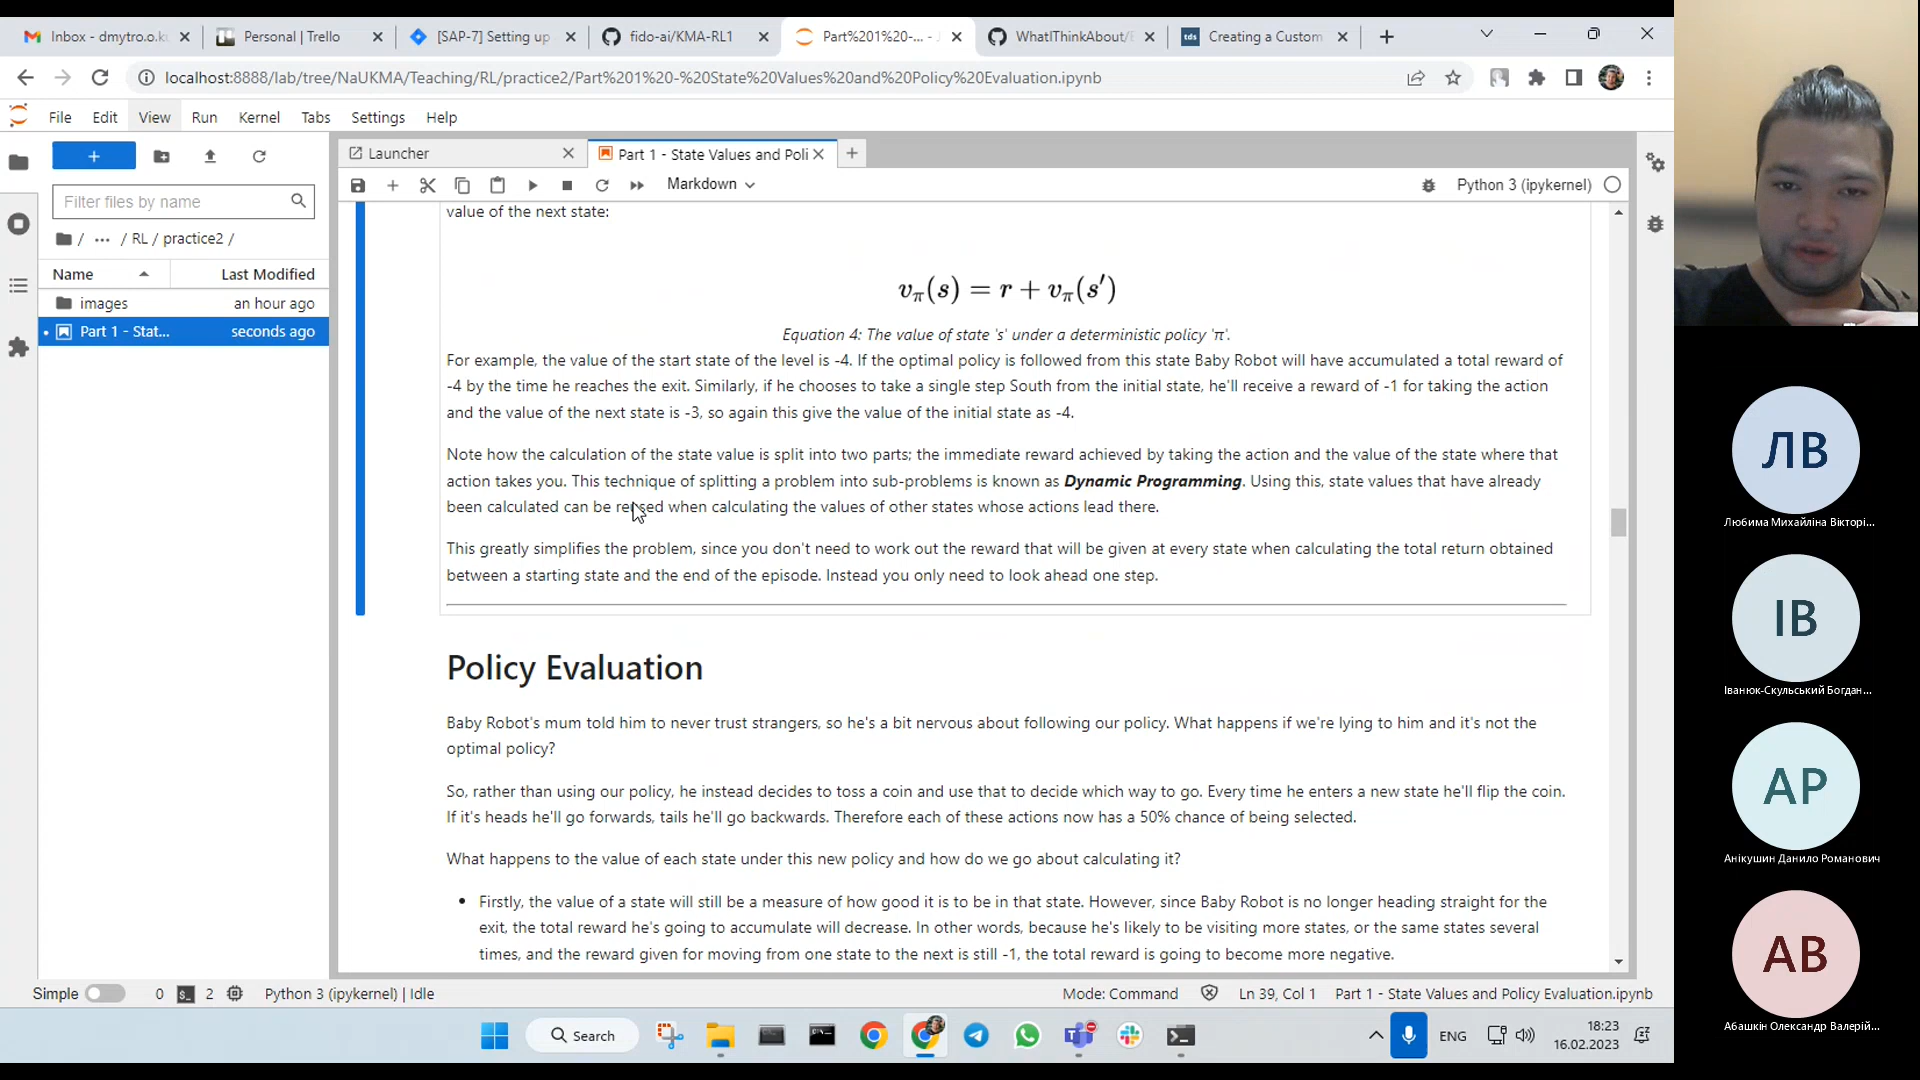 Inbox - dmytro.o.k
Personal | Trello
[SAP-7] Setting up
fido-ai/KMA-RL1
Part%201%20-... - J
WhatIThinkAbout/
tds
Creating a Custom
localhost:8888/lab/tree/NaUKMA/Teaching/RL/practice2/Part%201%20-%20State%20Values%20and%20Policy%20Evaluation.ipynb
File
Edit
View
Run
Kernel
Tabs
Settings
Help
Launcher
Part 1 - State Values and Poli
Filter files by name
/ ... / RL / practice2 /
Name
Last Modified
images
an hour ago
Part 1 - Stat...
seconds ago
Markdown
Python 3 (ipykernel)
value of the next state:
vπ(s) = r + vπ(s′)
Equation 4: The value of state 's' under a deterministic policy 'π'.
For example, the value of the start state of the level is -4. If the optimal policy is followed from this state Baby Robot will have accumulated a total reward of
-4 by the time he reaches the exit. Similarly, if he chooses to take a single step South from the initial state, he'll receive a reward of -1 for taking the action
and the value of the next state is -3, so again this give the value of the initial state as -4.
Note how the calculation of the state value is split into two parts; the immediate reward achieved by taking the action and the value of the state where that
action takes you. This technique of splitting a problem into sub-problems is known as Dynamic Programming. Using this, state values that have already
been calculated can be reused when calculating the values of other states whose actions lead there.
This greatly simplifies the problem, since you don't need to work out the reward that will be given at every state when calculating the total return obtained
between a starting state and the end of the episode. Instead you only need to look ahead one step.
Policy Evaluation
Baby Robot's mum told him to never trust strangers, so he's a bit nervous about following our policy. What happens if we're lying to him and it's not the
optimal policy?
So, rather than using our policy, he instead decides to toss a coin and use that to decide which way to go. Every time he enters a new state he'll flip the coin.
If it's heads he'll go forwards, tails he'll go backwards. Therefore each of these actions now has a 50% chance of being selected.
What happens to the value of each state under this new policy and how do we go about calculating it?
• Firstly, the value of a state will still be a measure of how good it is to be in that state. However, since Baby Robot is no longer heading straight for the
exit, the total reward he's going to accumulate will decrease. In other words, because he's likely to be visiting more states, or the same states several
times, and the reward given for moving from one state to the next is still -1, the total reward is going to become more negative.
Simple
0
2
Python 3 (ipykernel) | Idle
Mode: Command
Ln 39, Col 1
Part 1 - State Values and Policy Evaluation.ipynb
Search
ENG
18:23
16.02.2023
ЛВ
Любима Михайліна Вікторі...
ІВ
Іванюк-Скульський Богдан...
АР
Анікушин Данило Романович
АВ
Абашкін Олександр Валерій...